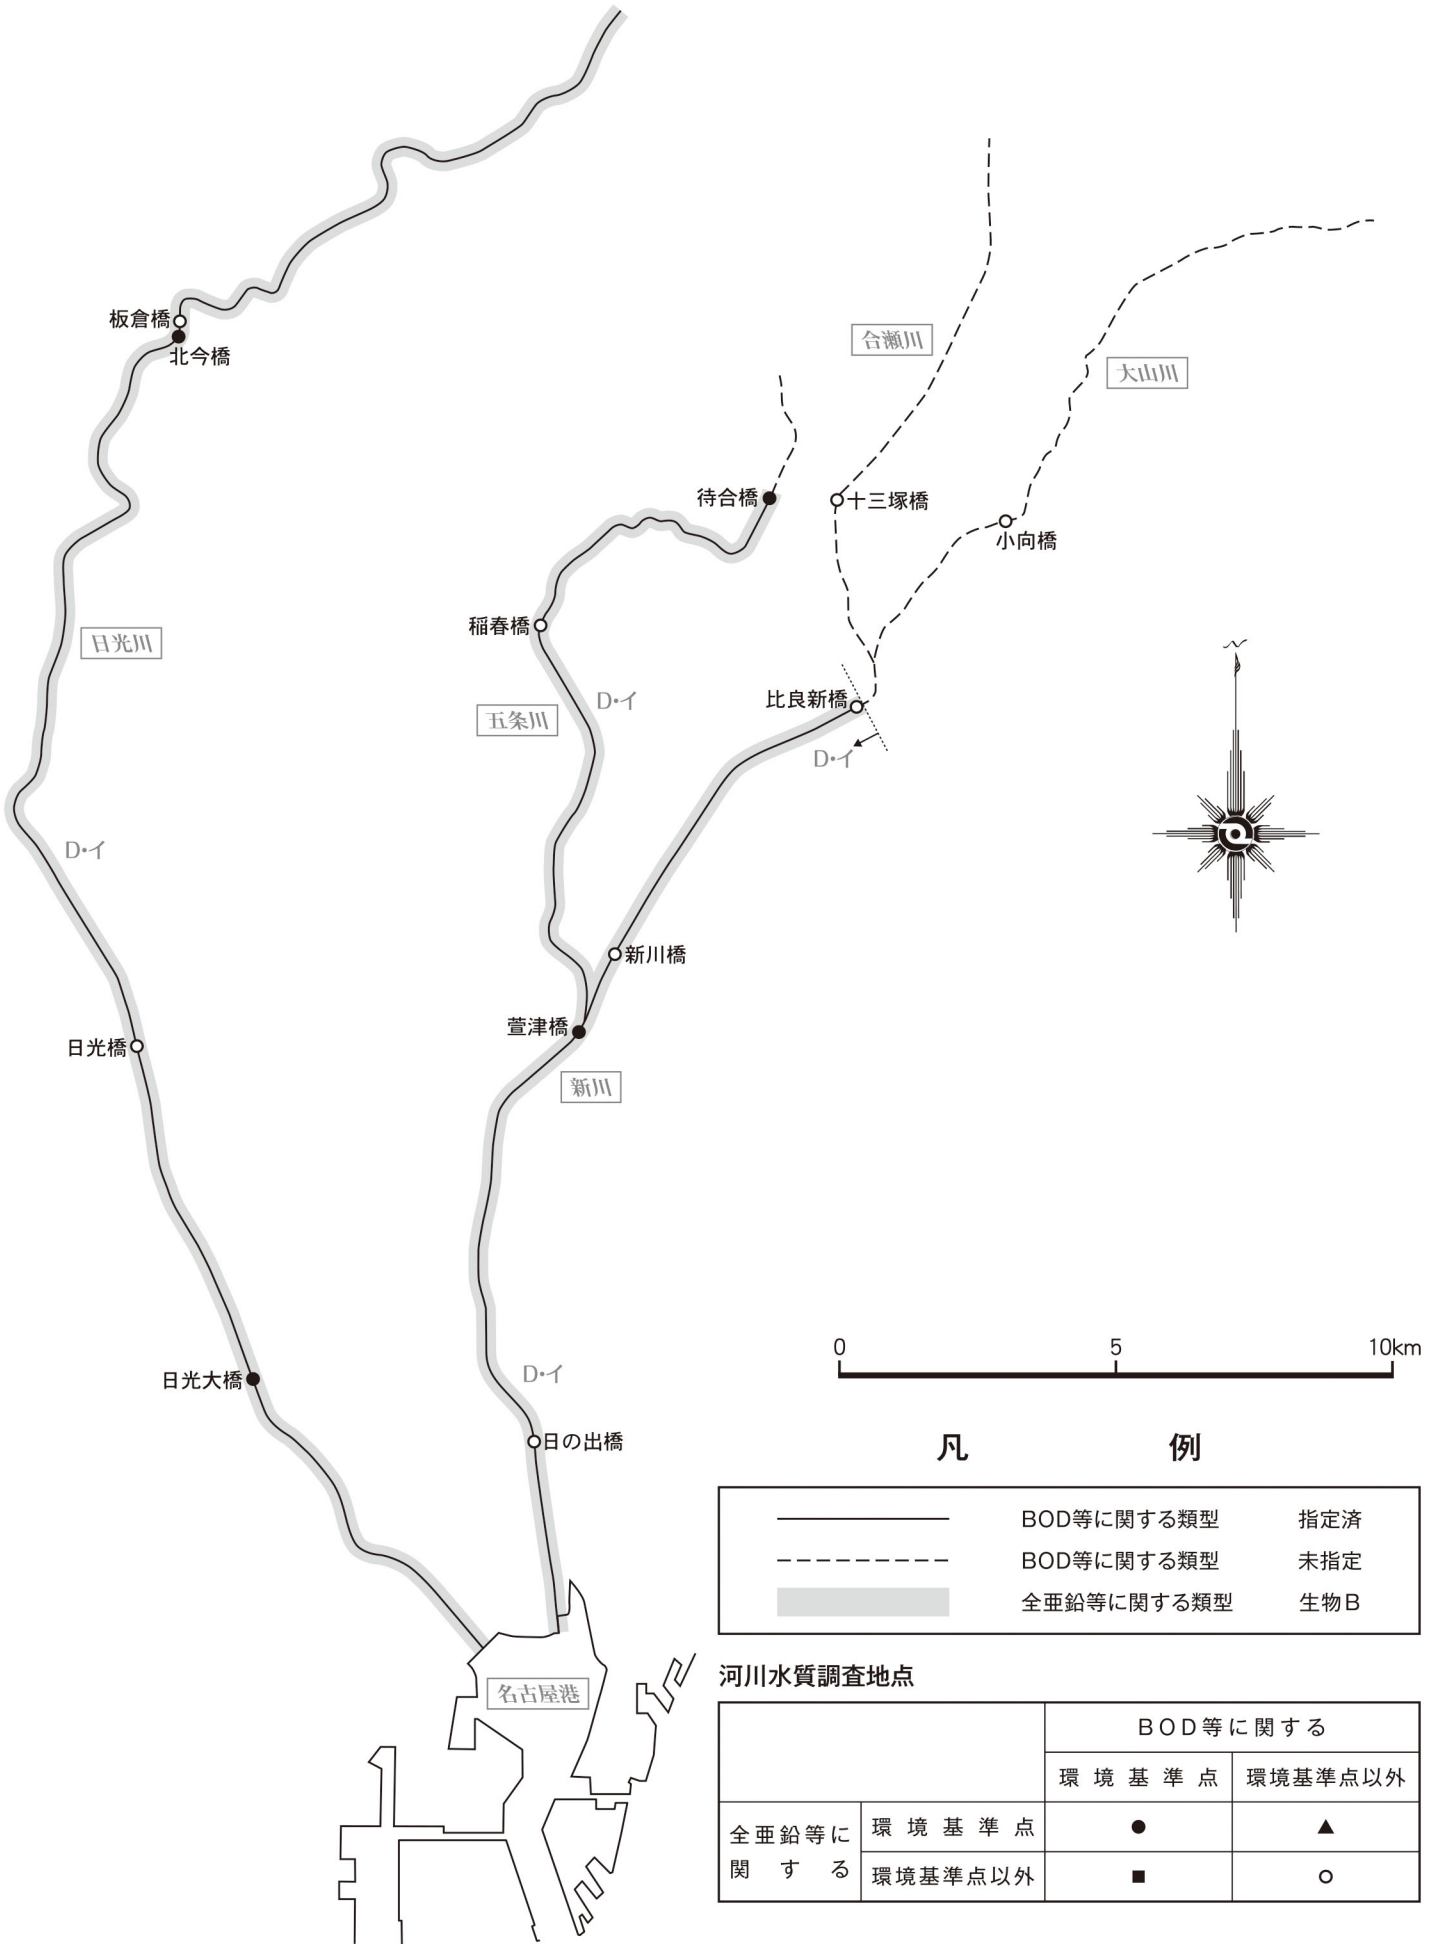 板倉橋
北今橋
合瀬川
大山川
待合橋
十三塚橋
小向橋
稲春橋
日光川
D・イ
五条川
比良新橋
D・イ
D・イ
新川橋
萱津橋
日光橋
新川
0 5 10km
日光大橋
D・イ
日の出橋
凡 例
BOD等に関する類型 指定済
BOD等に関する類型 未指定
全亜鉛等に関する類型 生物B
河川水質調査地点
名古屋港
BOD等に関する
環境基準点 環境基準点以外
全亜鉛等に
関する
環境基準点 ● ▲
環境基準点以外 ■ ○